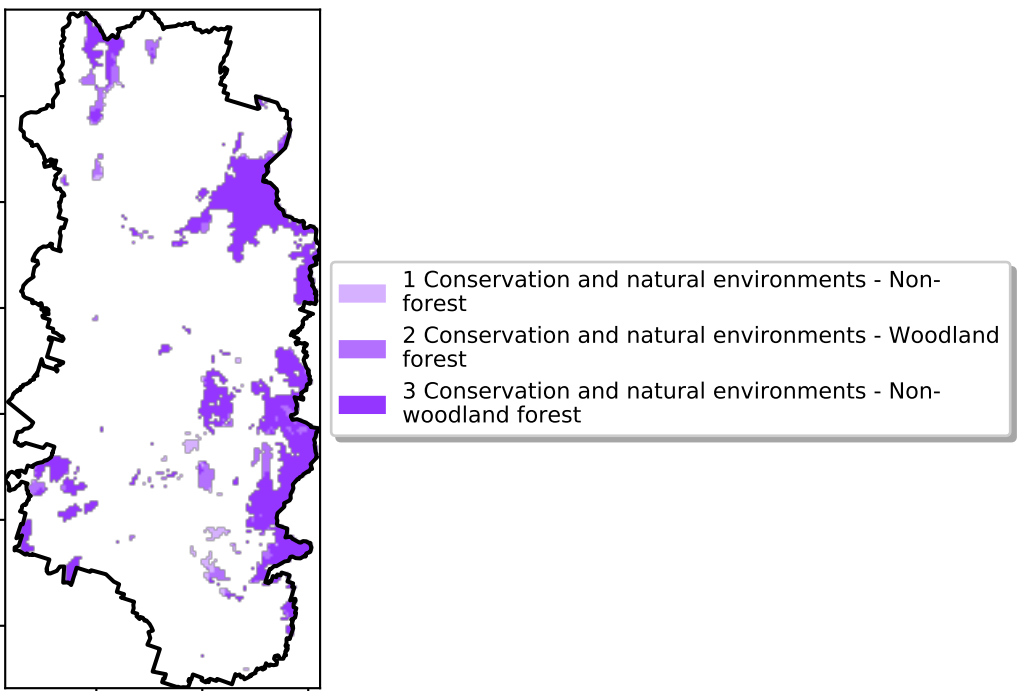 1 Conservation and natural environments - Non-
forest
2 Conservation and natural environments - Woodland
forest
3 Conservation and natural environments - Non-
woodland forest